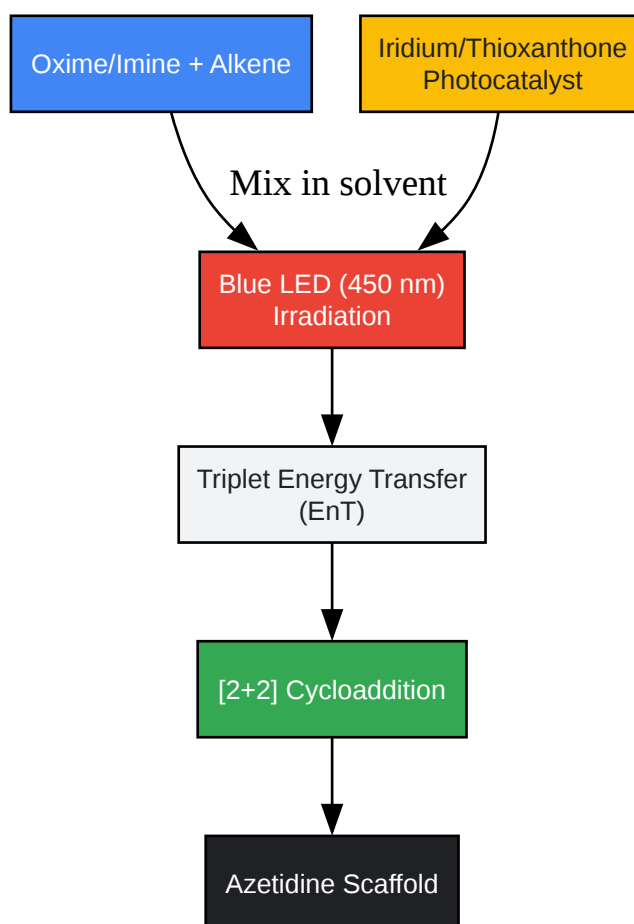 Oxime/Imine + Alkene
Iridium/Thioxanthone
Photocatalyst
Mix in solvent
Blue LED (450 nm)
Irradiation
Triplet Energy Transfer
(EnT)
[2+2] Cycloaddition
Azetidine Scaffold